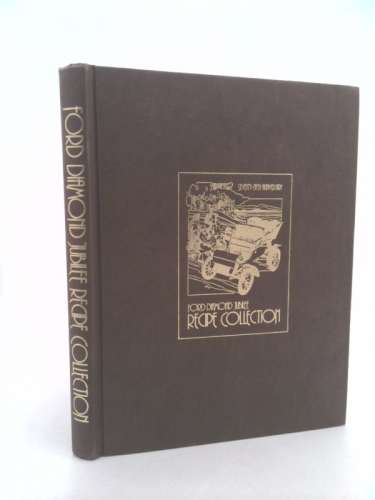 FORD DIAMOND JUBILEE RECIPE COLLECTION
SEVENTY-FIFTH ANNIVERSARY
FORD DIAMOND JUBILEE
RECIPE COLLECTION